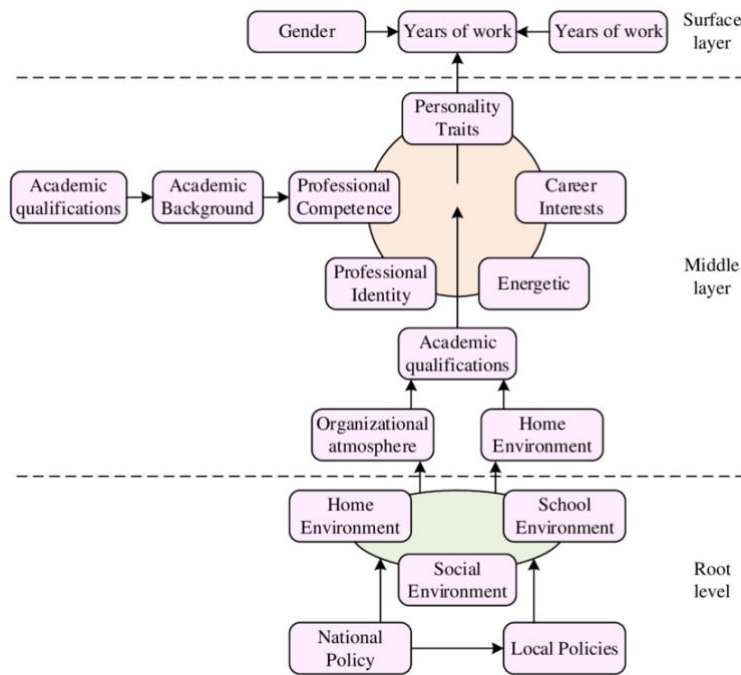 Gender
Years of work
Years of work
Surface
layer
Personality
Traits
Academic
qualifications
Academic
Background
Professional
Competence
Career
Interests
Professional
Identity
Energetic
Middle
layer
Academic
qualifications
Organizational
atmosphere
Home
Environment
Home
Environment
School
Environment
Social
Environment
Root
level
National
Policy
Local Policies